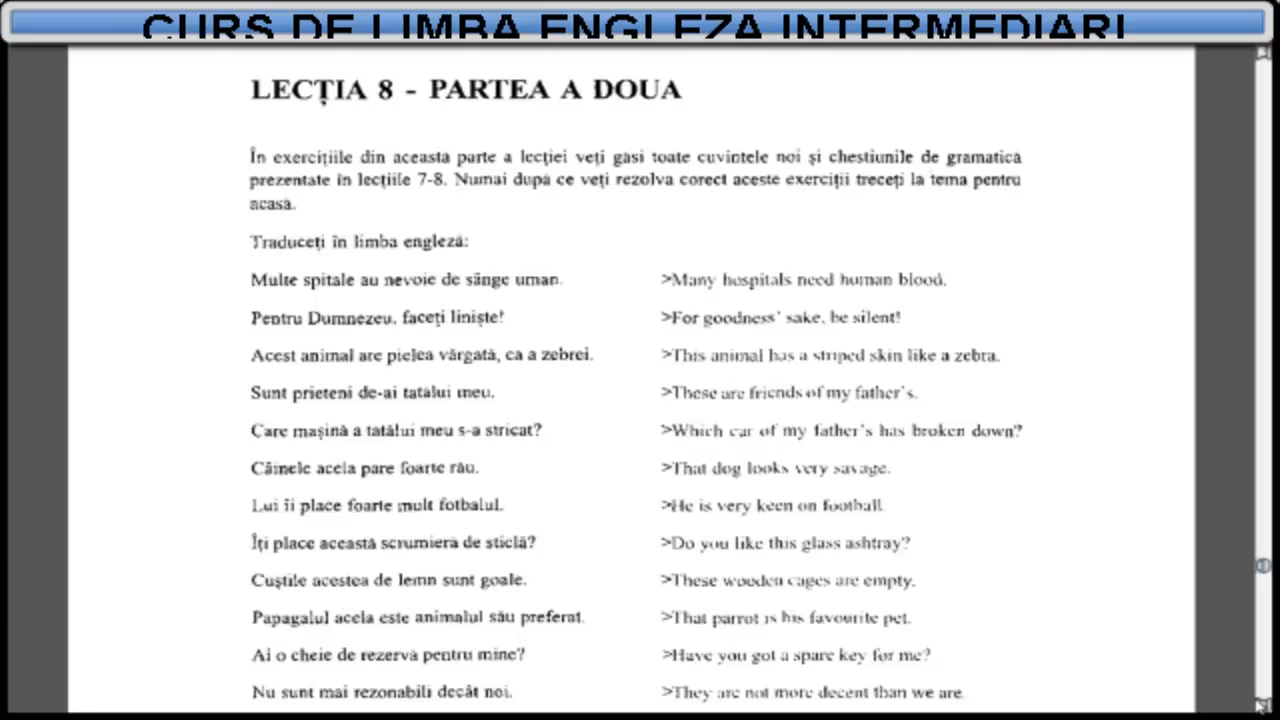 CURS DE LIMBA ENGLEZA INTERMEDIARI
LECȚIA 8 - PARTEA A DOUA
În exercițiile din aceasta parte a lecției veți găsi toate cuvintele noi și chestiunile de gramatică
prezentate în lecțiile 7-8. Numai după ce veți rezolva corect aceste exerciții treceți la tema pentru
acasă.
Traduceți în limba engleză:
Multe spitale au nevoie de sânge uman. >Many hospitals need human blood.
Pentru Dumnezeu, faceți liniște! >For goodness' sake, be silent!
Acest animal are pielea vărgată, ca a zebrei. >This animal has a striped skin like a zebra.
Sunt prieteni de-ai tatălui meu. >These are friends of my father's.
Care mașină a tatălui meu s-a stricat? >Which car of my father's has broken down?
Câinele acela pare foarte rău. >That dog looks very savage.
Lui îi place foarte mult fotbalul. >He is very keen on football.
Îți place această scrumieră de sticlă? >Do you like this glass ashtray?
Cuștile acestea de lemn sunt goale. >These wooden cages are empty.
Papagalul acela este animalul său preferat. >That parrot is his favourite pet.
Ai o cheie de rezervă pentru mine? >Have you got a spare key for me?
Nu sunt mai rezonabili decât noi. >They are not more decent than we are.